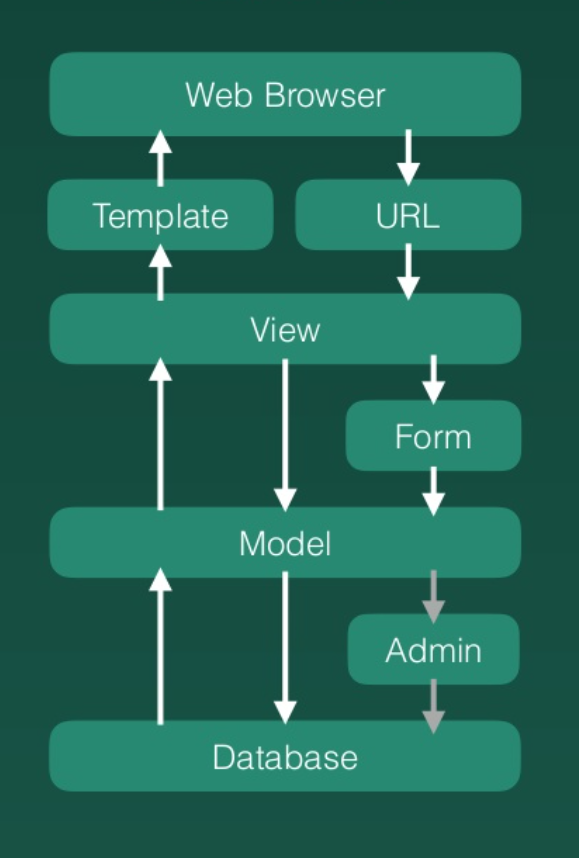 Web Browser
Template
URL
View
Form
Model
Admin
Database